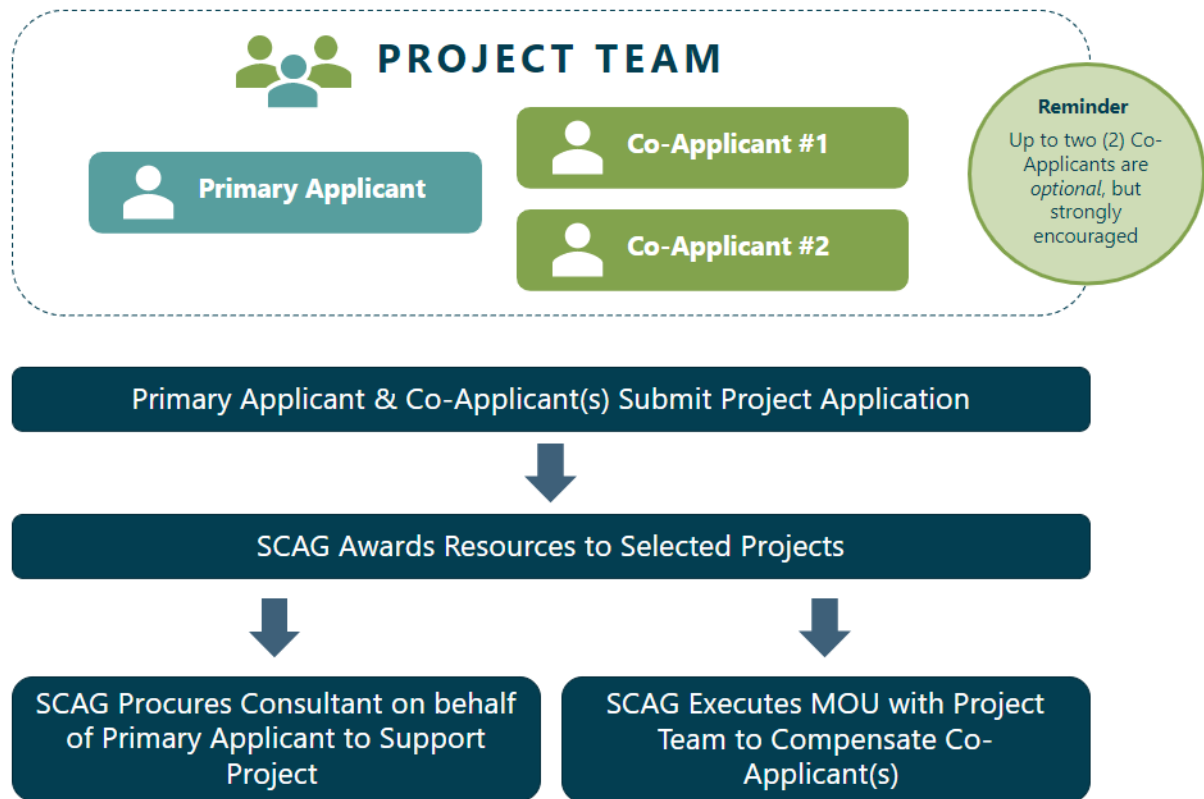 PROJECT TEAM
Primary Applicant
Co-Applicant #1
Co-Applicant #2
Reminder
Up to two (2) Co-
Applicants are
optional, but
strongly
encouraged
Primary Applicant & Co-Applicant(s) Submit Project Application
SCAG Awards Resources to Selected Projects
SCAG Procures Consultant on behalf
of Primary Applicant to Support
Project
SCAG Executes MOU with Project
Team to Compensate Co-
Applicant(s)